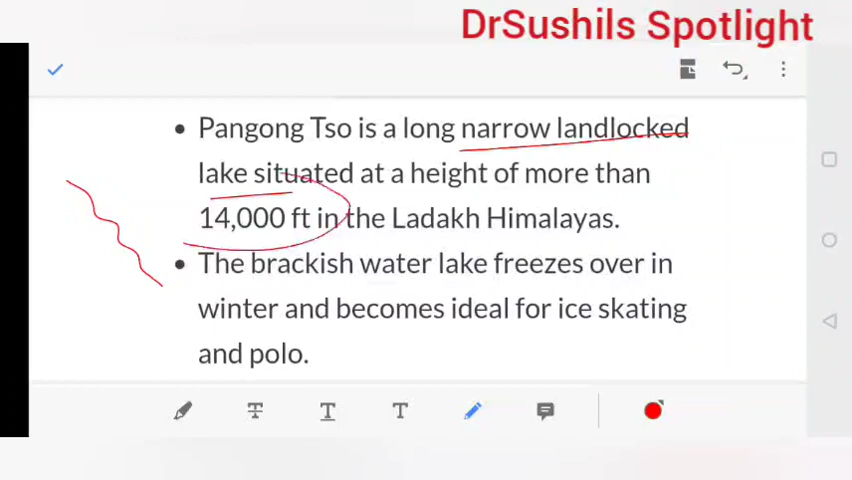 DrSushils Spotlight
• Pangong Tso is a long narrow landlocked
lake situated at a height of more than
14,000 ft in the Ladakh Himalayas.
• The brackish water lake freezes over in
winter and becomes ideal for ice skating
and polo.